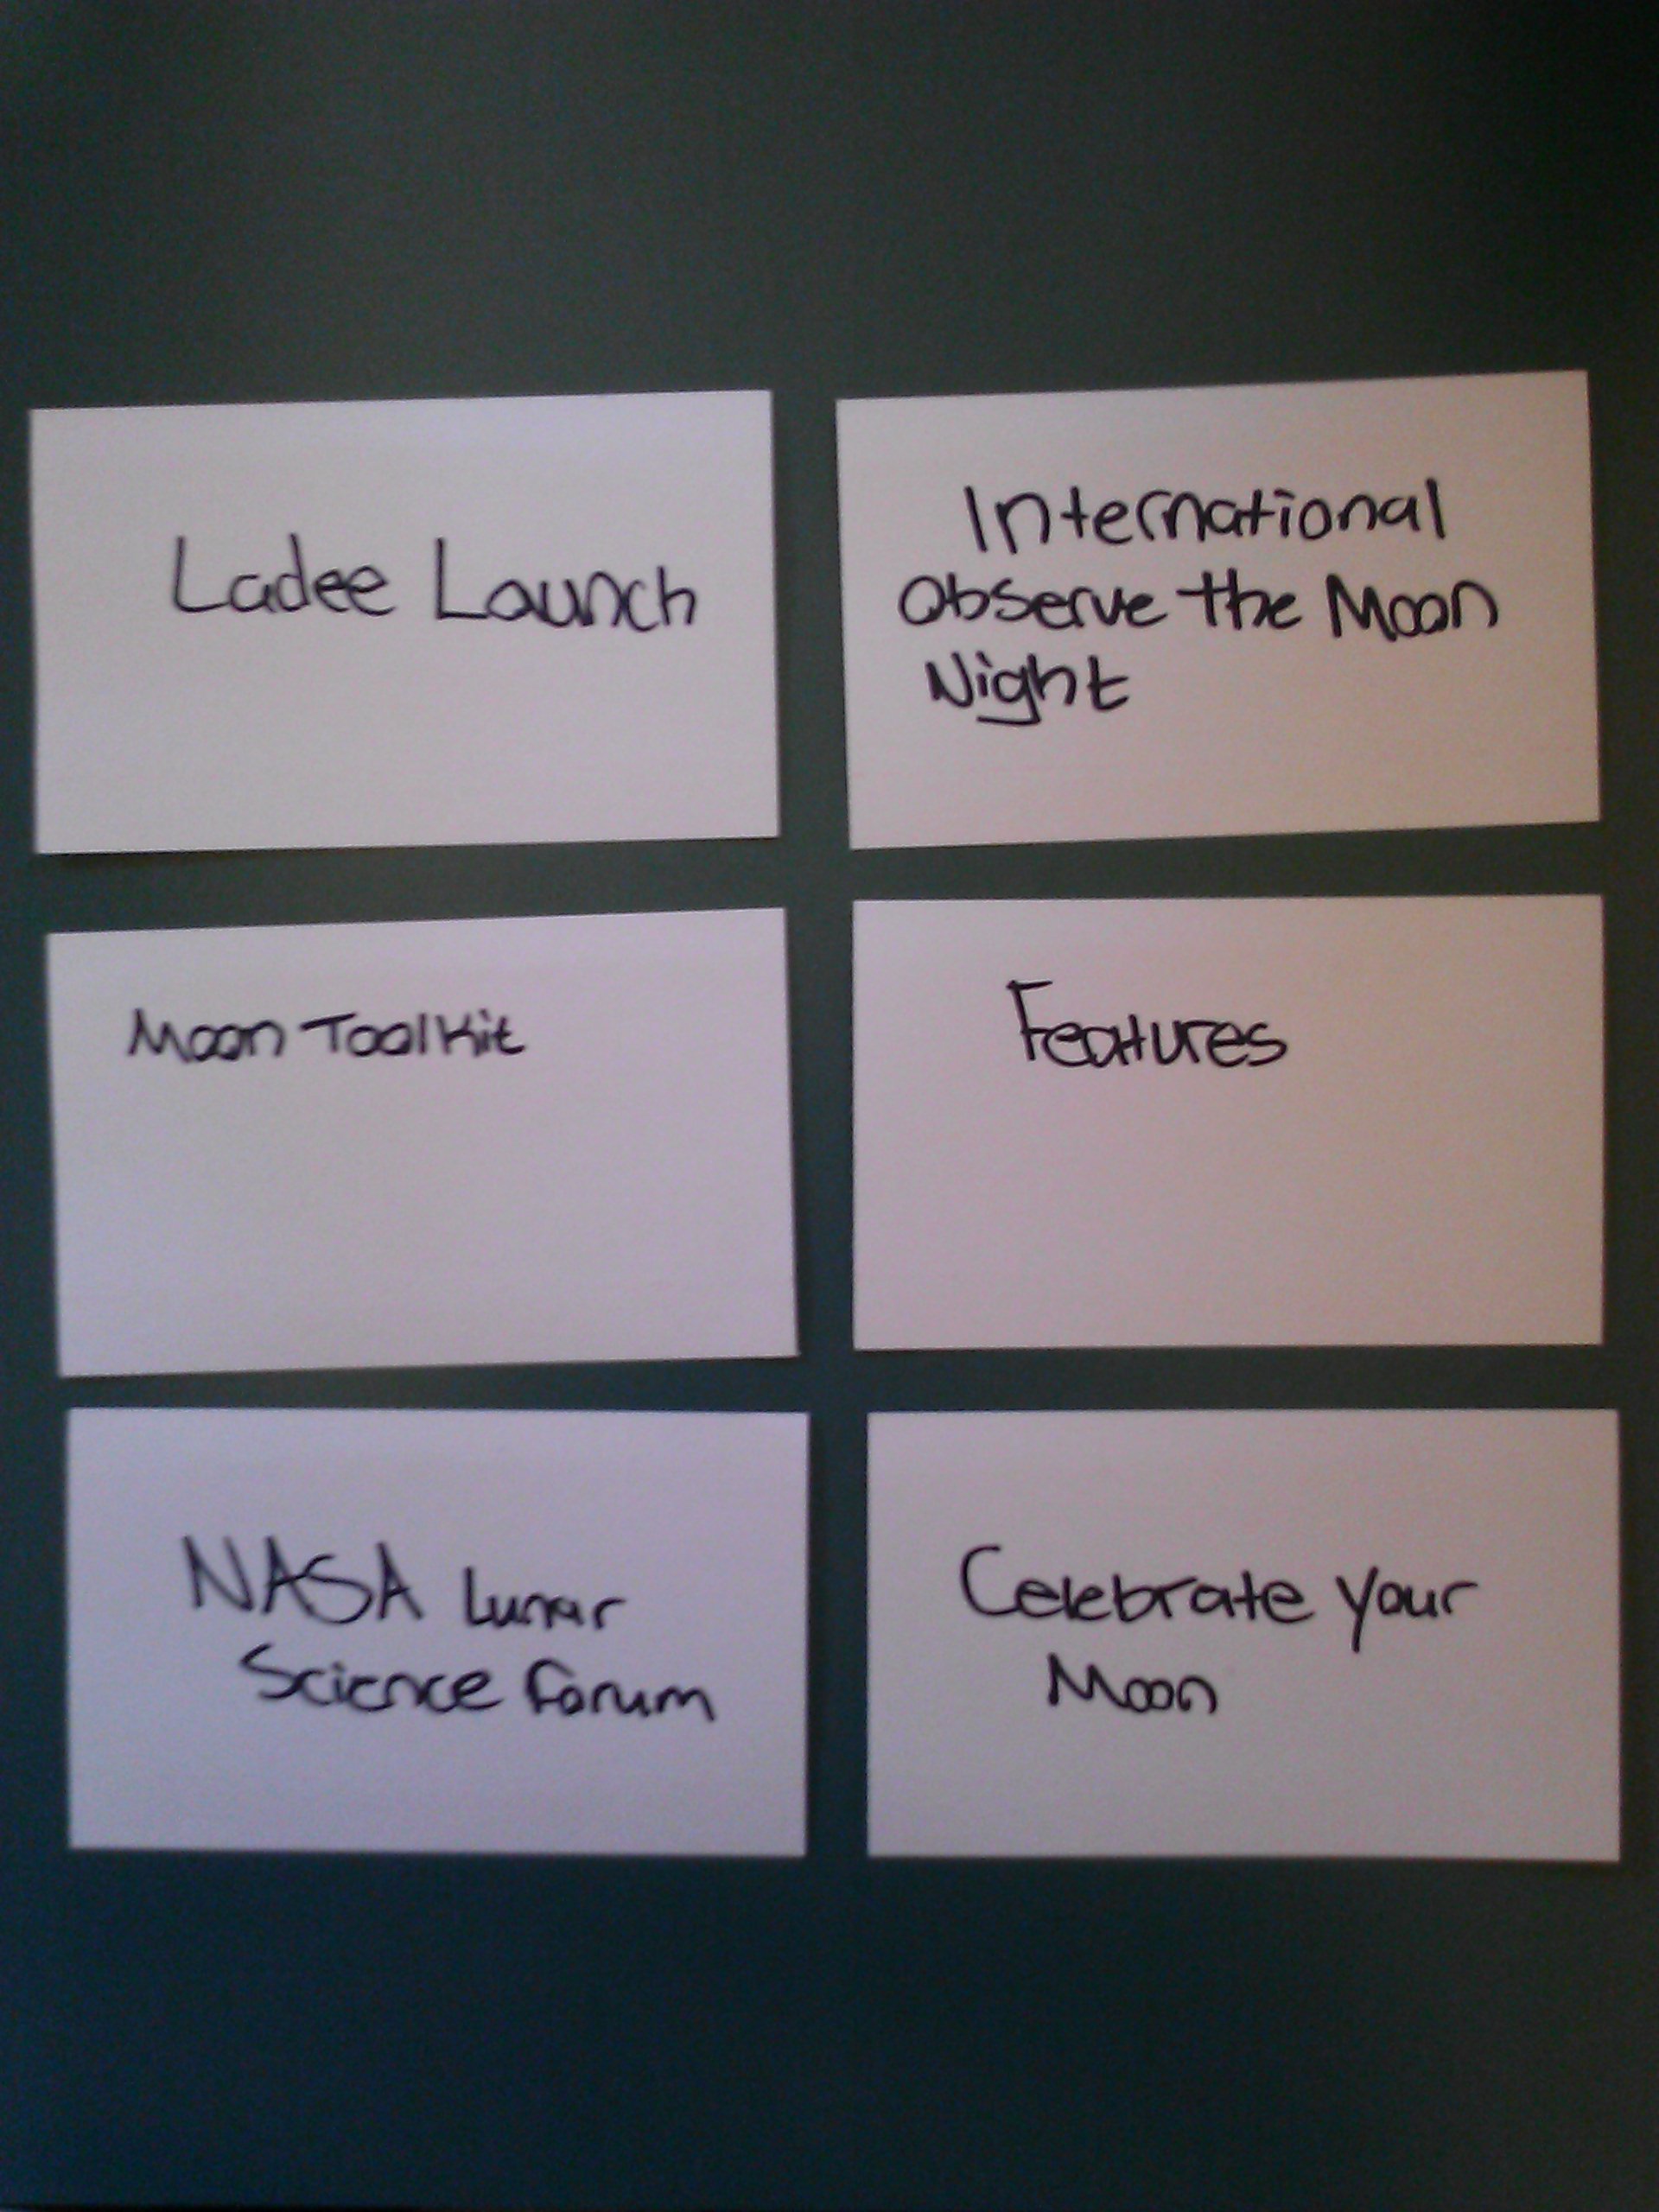 Ladee Launch
International
Observe the Moon
Night
Moon Toolkit
Features
NASA Lunar
Science Forum
Celebrate your
Moon